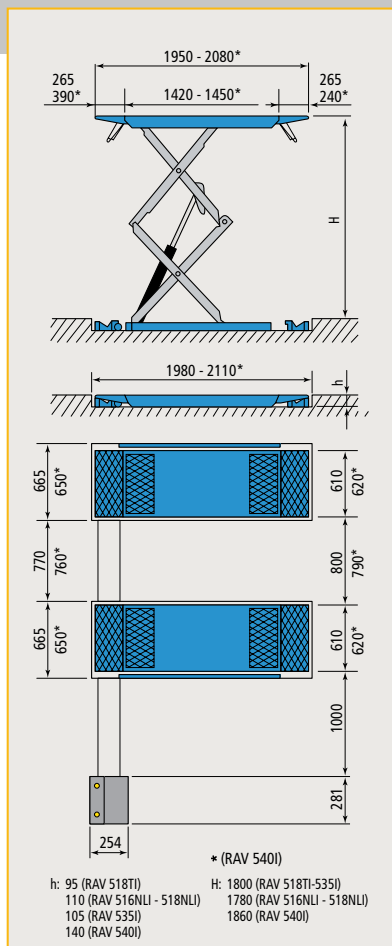 1950 - 2080*
265 1420 - 1450* 265
390* 240*
H
1980 - 2110*
h
665
650*
610
620*
770
760*
800
790*
665
650*
610
620*
1000
281
254
* (RAV 540I)
h: 95 (RAV 518TI)
110 (RAV 516NLI - 518NLI)
105 (RAV 535I)
140 (RAV 540I)
H: 1800 (RAV 518TI-535I)
1780 (RAV 516NLI - 518NLI)
1860 (RAV 540I)